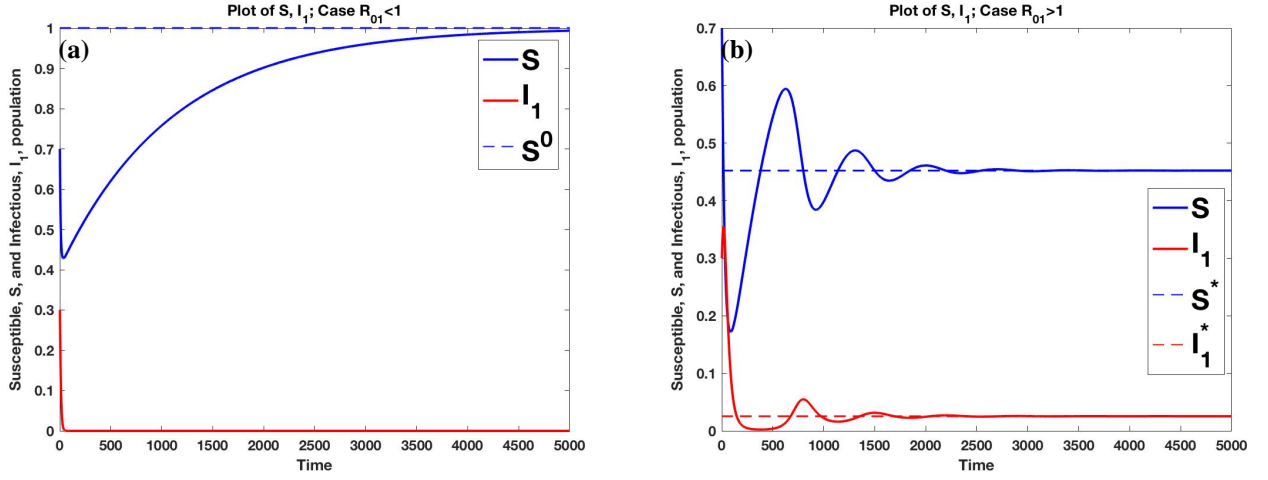 Plot of S, I₁; Case R₀₁<1
(a)
Susceptible, S, and Infectious, I₁, population
1
0.9
0.8
0.7
0.6
0.5
0.4
0.3
0.2
0.1
0
S
I₁
S⁰
0 500 1000 1500 2000 2500 3000 3500 4000 4500 5000
Time
Plot of S, I₁; Case R₀₁>1
(b)
Susceptible, S, and Infectious, I₁, population
0.7
0.6
0.5
0.4
0.3
0.2
0.1
0
S
I₁
S*
I₁*
0 500 1000 1500 2000 2500 3000 3500 4000 4500 5000
Time